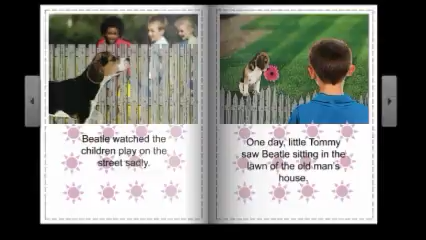 Beatle watched the
children play on the
street sadly.
One day, little Tommy
saw Beatle sitting in the
lawn of the old man's
house.